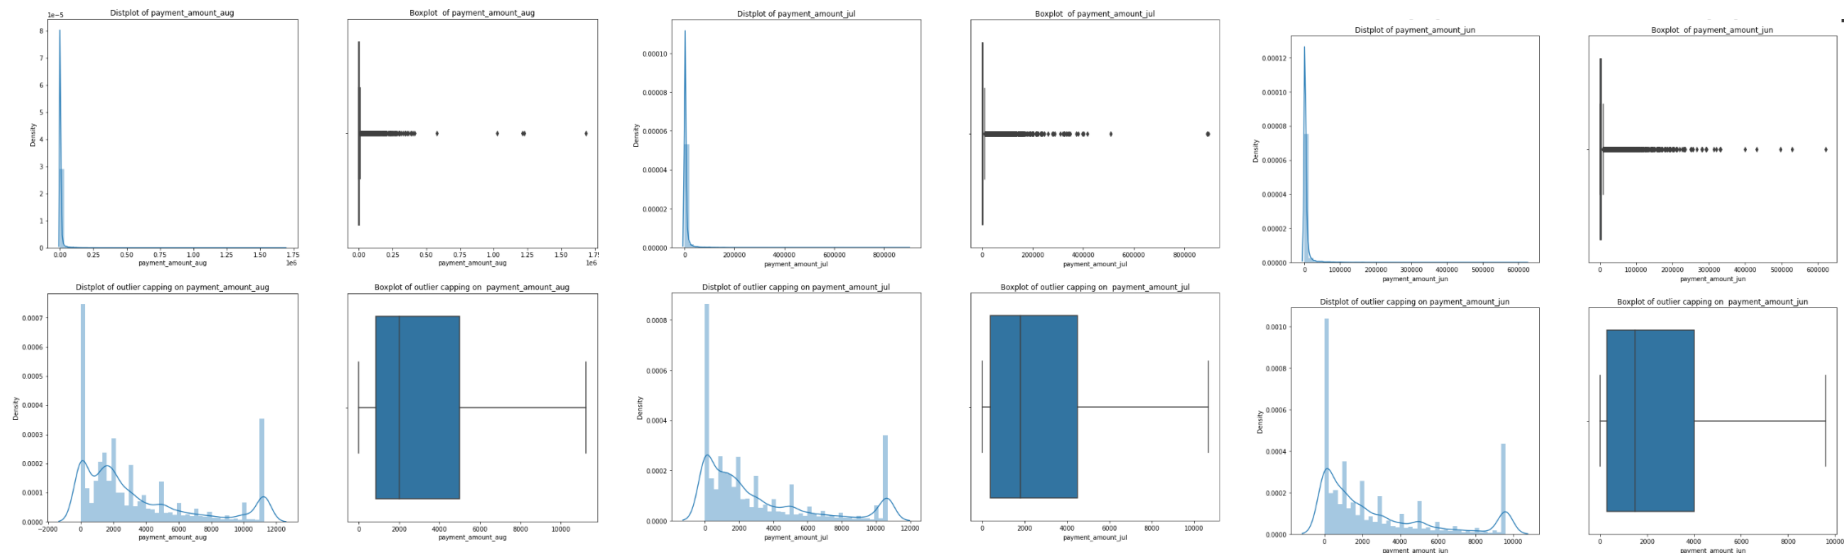 Distplot of payment_amount_aug
1e−5
8
7
6
5
4
3
2
1
0
Density
0.00 0.25 0.50 0.75 1.00 1.25 1.50 1.75
1e6
payment_amount_aug
Boxplot of payment_amount_aug
0.00 0.25 0.50 0.75 1.00 1.25 1.50 1.75
1e6
payment_amount_aug
Distplot of payment_amount_jul
0.00010
0.00008
0.00006
0.00004
0.00002
0.00000
Density
0 200000 400000 600000 800000
payment_amount_jul
Boxplot of payment_amount_jul
0 200000 400000 600000 800000
payment_amount_jul
Distplot of payment_amount_jun
0.00012
0.00010
0.00008
0.00006
0.00004
0.00002
0.00000
Density
0 100000 200000 300000 400000 500000 600000
payment_amount_jun
Boxplot of payment_amount_jun
0 100000 200000 300000 400000 500000 600000
payment_amount_jun
Distplot of outlier capping on payment_amount_aug
0.0007
0.0006
0.0005
0.0004
0.0003
0.0002
0.0001
0.0000
Density
−2000 0 2000 4000 6000 8000 10000 12000
payment_amount_aug
Boxplot of outlier capping on payment_amount_aug
0 2000 4000 6000 8000 10000
payment_amount_aug
Distplot of outlier capping on payment_amount_jul
0.0008
0.0006
0.0004
0.0002
0.0000
Density
0 2000 4000 6000 8000 10000 12000
payment_amount_jul
Boxplot of outlier capping on payment_amount_jul
0 2000 4000 6000 8000 10000
payment_amount_jul
Distplot of outlier capping on payment_amount_jun
0.0010
0.0008
0.0006
0.0004
0.0002
0.0000
Density
0 2000 4000 6000 8000 10000
payment_amount_jun
Boxplot of outlier capping on payment_amount_jun
0 2000 4000 6000 8000 10000
payment_amount_jun